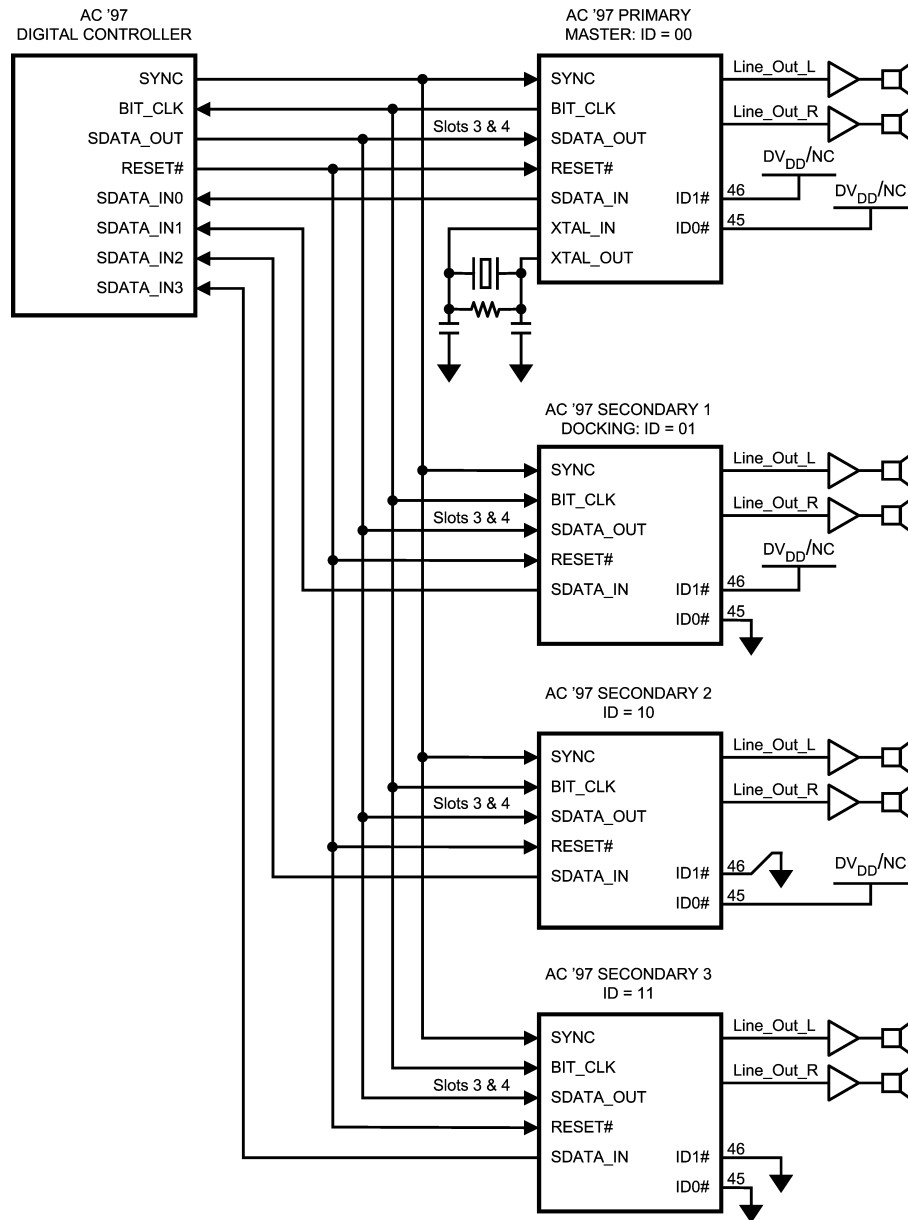 AC '97
DIGITAL CONTROLLER
SYNC
BIT_CLK
SDATA_OUT
RESET#
SDATA_IN0
SDATA_IN1
SDATA_IN2
SDATA_IN3
AC '97 PRIMARY
MASTER: ID = 00
SYNC
BIT_CLK
Slots 3 & 4
SDATA_OUT
RESET#
SDATA_IN
XTAL_IN
XTAL_OUT
Line_Out_L
Line_Out_R
DVDD/NC
ID1# 46
DVDD/NC
ID0# 45
AC '97 SECONDARY 1
DOCKING: ID = 01
SYNC
BIT_CLK
Slots 3 & 4
SDATA_OUT
RESET#
SDATA_IN
Line_Out_L
Line_Out_R
DVDD/NC
ID1# 46
ID0# 45
AC '97 SECONDARY 2
ID = 10
SYNC
BIT_CLK
Slots 3 & 4
SDATA_OUT
RESET#
SDATA_IN
Line_Out_L
Line_Out_R
ID1# 46
DVDD/NC
ID0# 45
AC '97 SECONDARY 3
ID = 11
SYNC
BIT_CLK
Slots 3 & 4
SDATA_OUT
RESET#
SDATA_IN
Line_Out_L
Line_Out_R
ID1# 46
ID0# 45